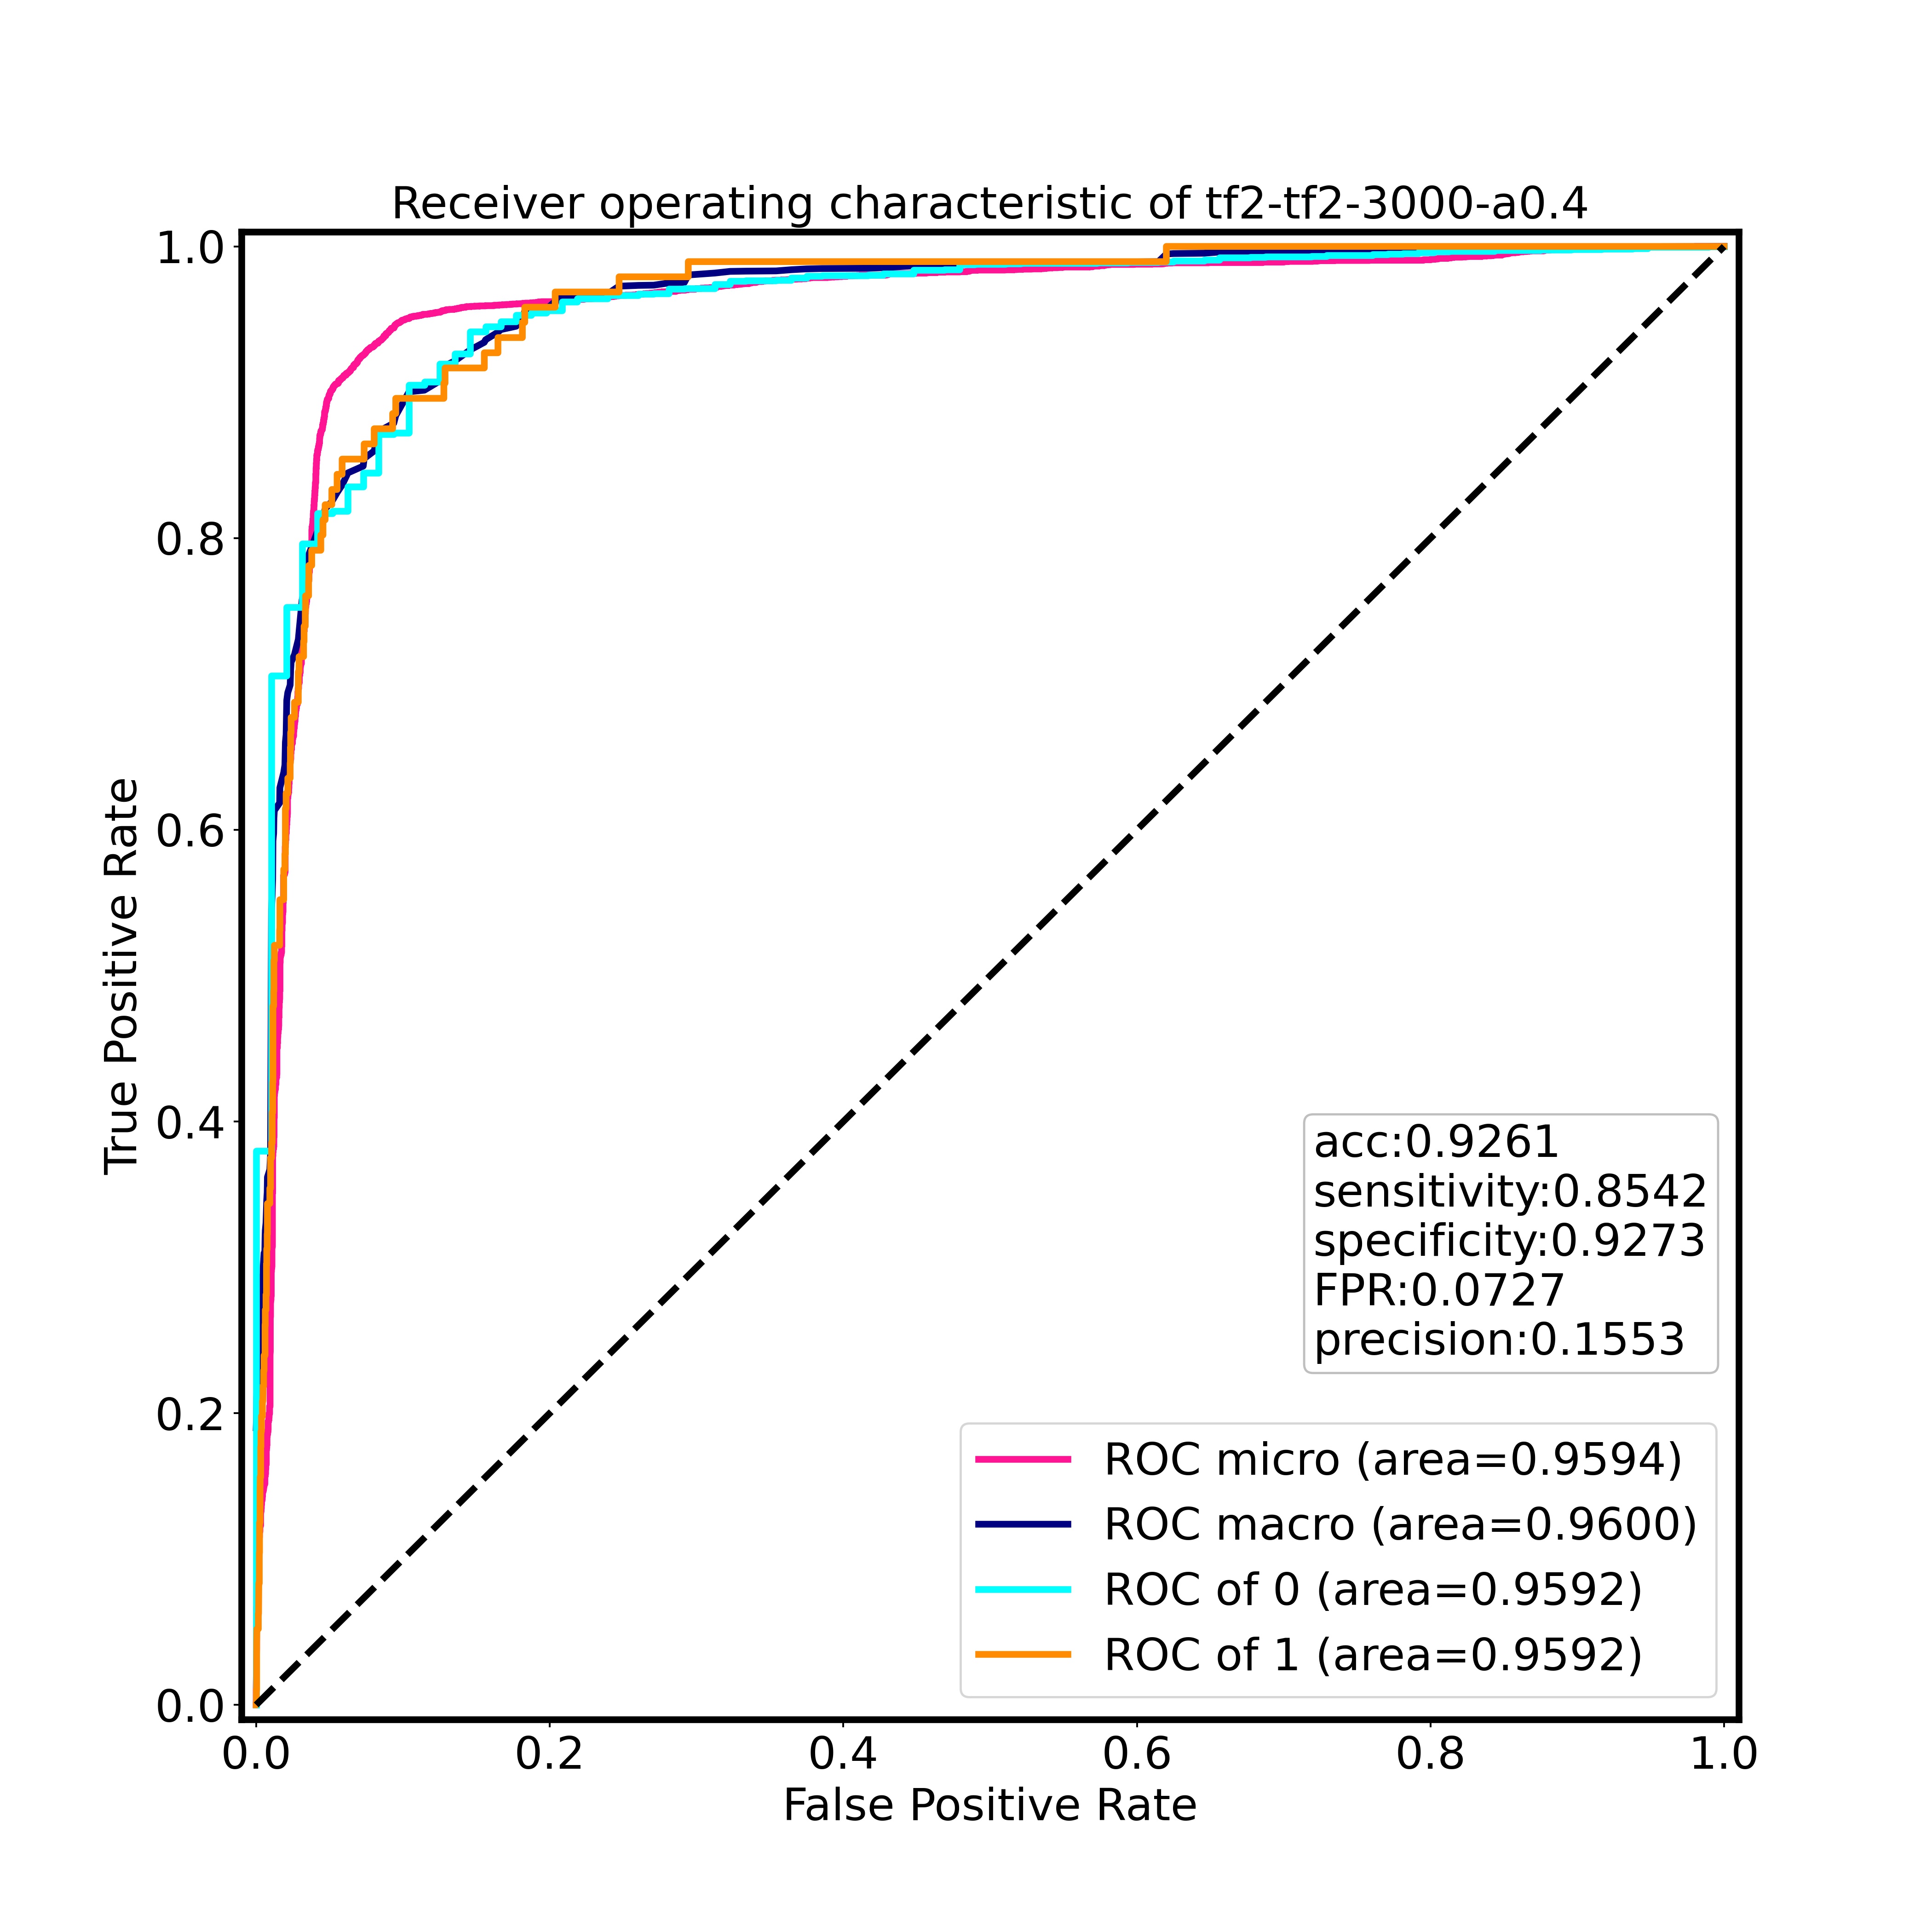 Receiver operating characteristic of tf2-tf2-3000-a0.4
1.0
0.8
0.6
0.4
0.2
0.0
True Positive Rate
acc:0.9261
sensitivity:0.8542
specificity:0.9273
FPR:0.0727
precision:0.1553
ROC micro (area=0.9594)
ROC macro (area=0.9600)
ROC of 0 (area=0.9592)
ROC of 1 (area=0.9592)
0.0 0.2 0.4 0.6 0.8 1.0
False Positive Rate